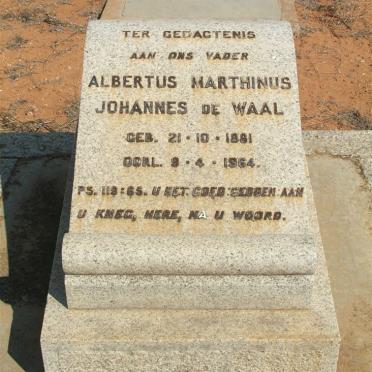 TER GEDAGTENIS
AAN ONS VADER
ALBERTUS MARTHINUS
JOHANNES DE WAAL
GEB. 21·10·1881
OORL. 9·4·1964.
PS. 119:65. U HET GOED GEDOEN AAN
U KNEG, HERE, NA U WOORD.